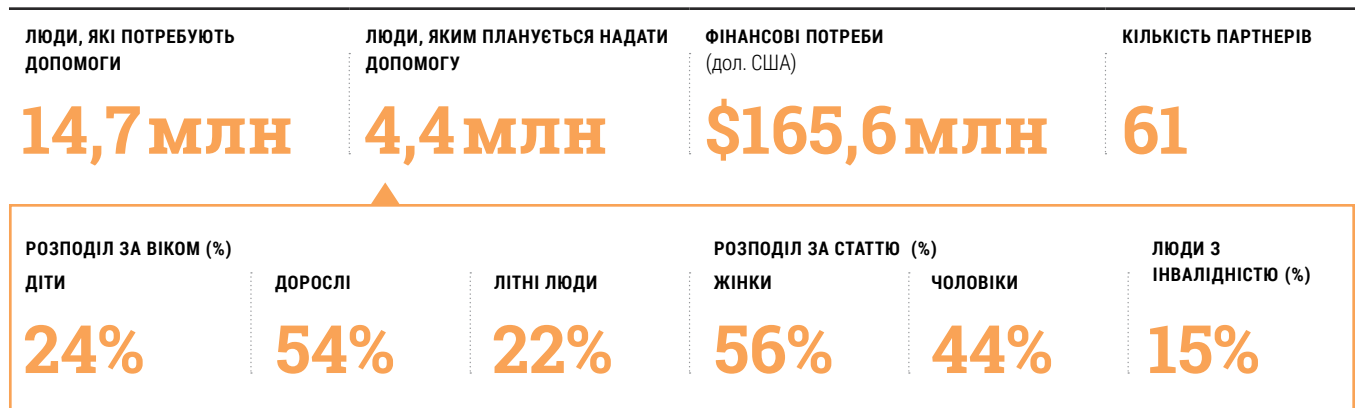 ЛЮДИ, ЯКІ ПОТРЕБУЮТЬ
ДОПОМОГИ
14,7 млн
ЛЮДИ, ЯКИМ ПЛАНУЄТЬСЯ НАДАТИ
ДОПОМОГУ
4,4 млн
ФІНАНСОВІ ПОТРЕБИ
(дол. США)
$165,6 млн
КІЛЬКІСТЬ ПАРТНЕРІВ
61
РОЗПОДІЛ ЗА ВІКОМ (%)
ДІТИ
24%
ДОРОСЛІ
54%
ЛІТНІ ЛЮДИ
22%
РОЗПОДІЛ ЗА СТАТТЮ (%)
ЖІНКИ
56%
ЧОЛОВІКИ
44%
ЛЮДИ З
ІНВАЛІДНІСТЮ (%)
15%